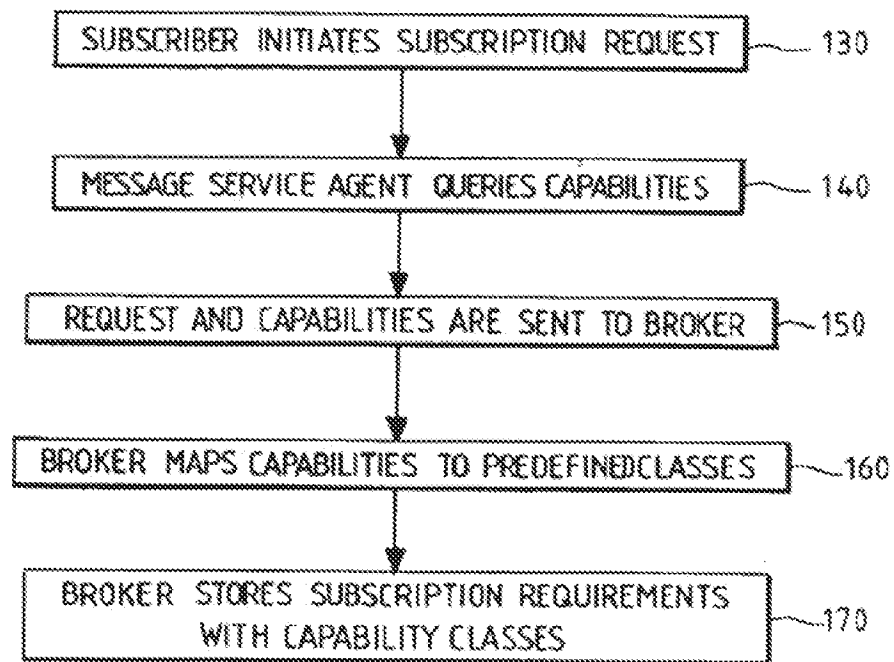 SUBSCRIBER INITIATES SUBSCRIPTION REQUEST 130
MESSAGE SERVICE AGENT QUERIES CAPABILITIES 140
REQUEST AND CAPABILITIES ARE SENT TO BROKER 150
BROKER MAPS CAPABILITIES TO PREDEFINEDCLASSES 160
BROKER STORES SUBSCRIPTION REQUIREMENTS
WITH CAPABILITY CLASSES 170